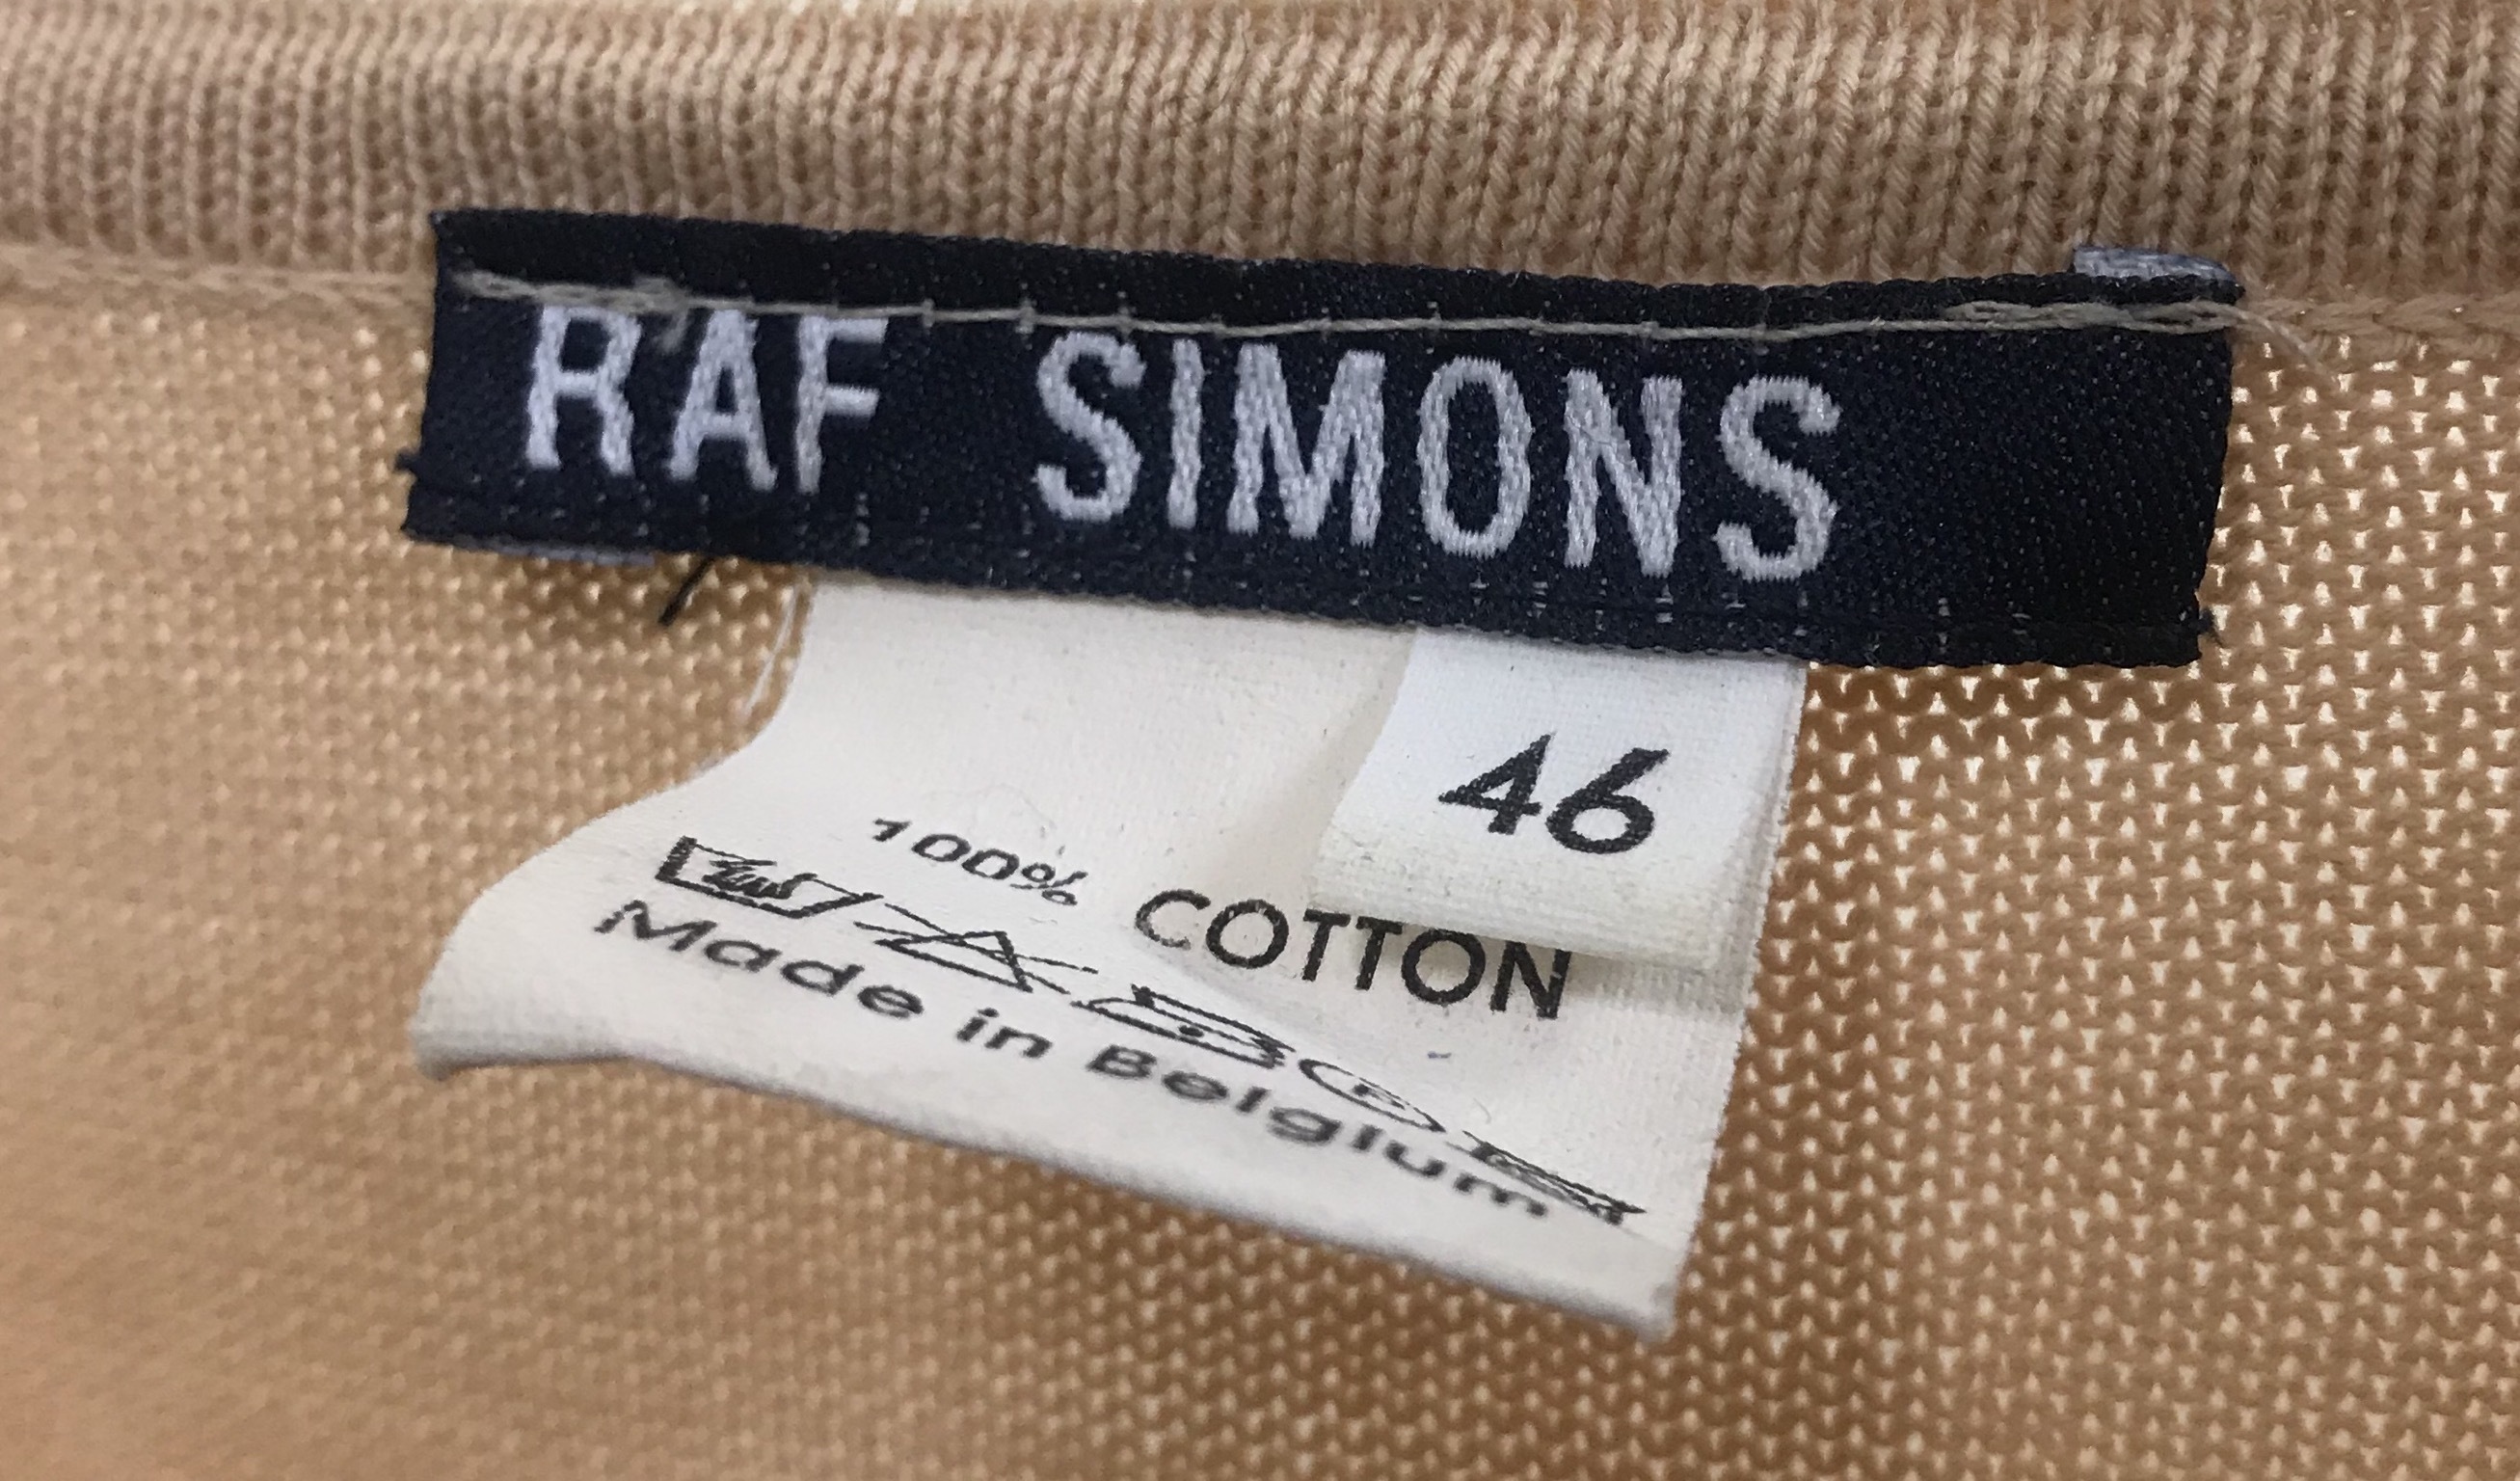 RAF SIMONS
46
100% COTTON
Made in Belgium